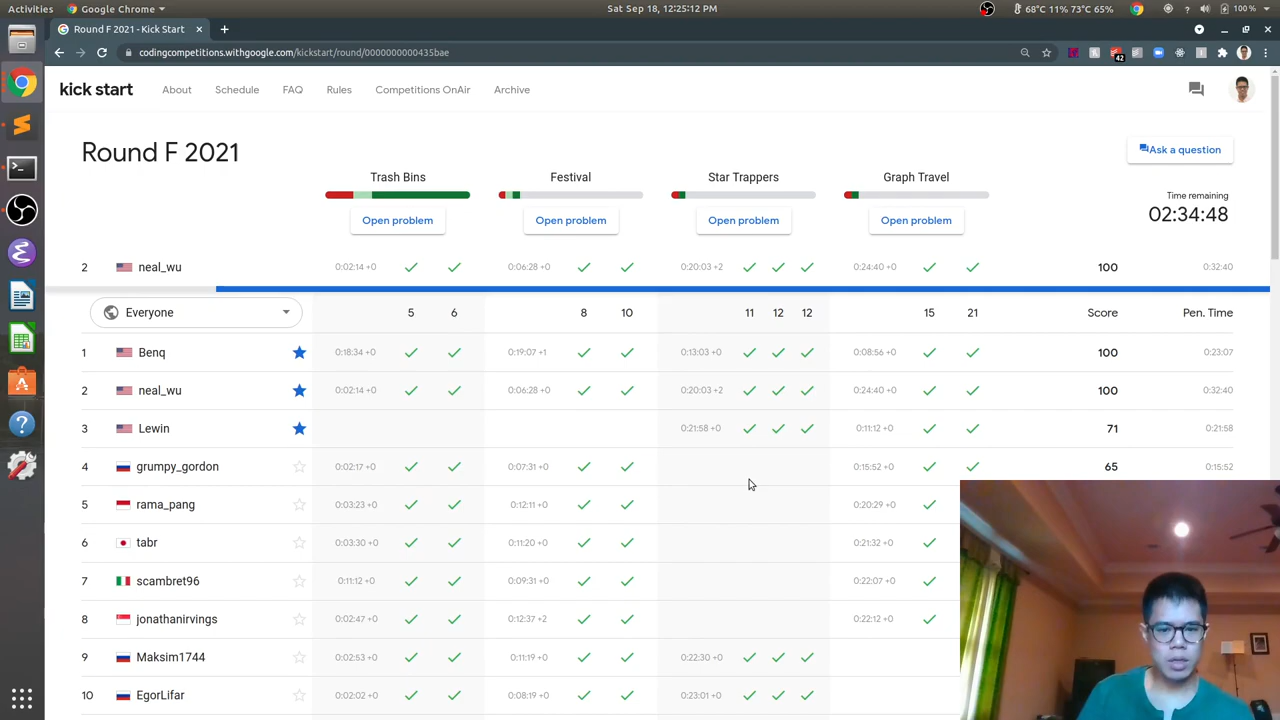 Activities Google Chrome Sat Sep 18, 12:25:12 PM 68°C 11% 73°C 65% 100%
Round F 2021 - Kick Start
codingcompetitions.withgoogle.com/kickstart/round/0000000000435bae 42
kick start About Schedule FAQ Rules Competitions OnAir Archive
Round F 2021 Ask a question
Trash Bins Festival Star Trappers Graph Travel
Time remaining
Open problem Open problem Open problem Open problem 02:34:48
2 neal_wu 0:02:14 +0 0:06:28 +0 0:20:03 +2 0:24:40 +0 100 0:32:40
Everyone 5 6 8 10 11 12 12 15 21 Score Pen. Time
1 Benq 0:18:34 +0 0:19:07 +1 0:13:03 +0 0:08:56 +0 100 0:23:07
2 neal_wu 0:02:14 +0 0:06:28 +0 0:20:03 +2 0:24:40 +0 100 0:32:40
3 Lewin 0:21:58 +0 0:11:12 +0 71 0:21:58
4 grumpy_gordon 0:02:17 +0 0:07:31 +0 0:15:52 +0 65 0:15:52
5 rama_pang 0:03:23 +0 0:12:11 +0 0:20:29 +0
6 tabr 0:03:30 +0 0:11:20 +0 0:21:32 +0
7 scambret96 0:11:12 +0 0:09:31 +0 0:22:07 +0
8 jonathanirvings 0:02:47 +0 0:12:37 +2 0:22:12 +0
9 Maksim1744 0:02:53 +0 0:11:19 +0 0:22:30 +0
10 EgorLifar 0:02:02 +0 0:08:19 +0 0:23:01 +0